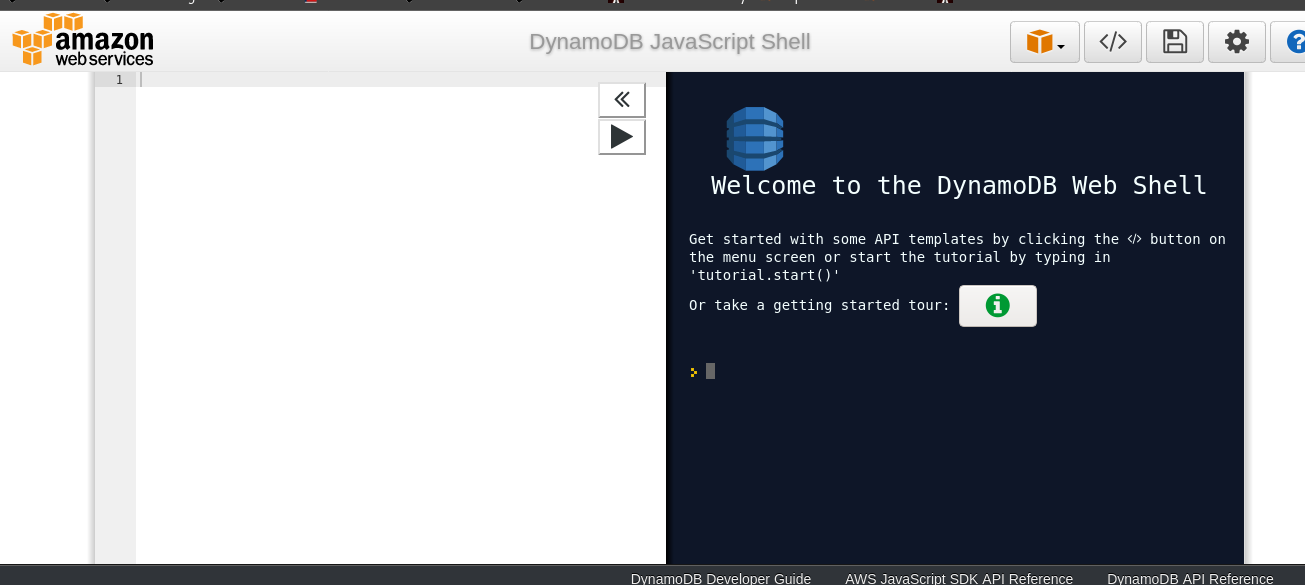 amazon
web services
DynamoDB JavaScript Shell
</>
?
1
«
Welcome to the DynamoDB Web Shell
Get started with some API templates by clicking the </> button on
the menu screen or start the tutorial by typing in
'tutorial.start()'
Or take a getting started tour: i
>
DynamoDB Developer Guide
AWS JavaScript SDK API Reference
DynamoDB API Reference